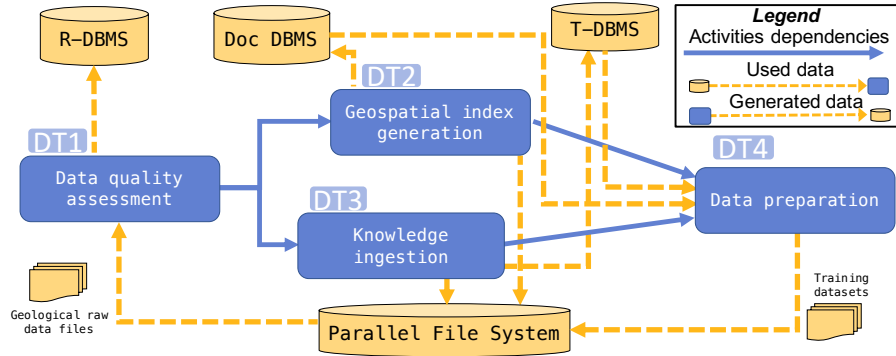 R-DBMS
Doc DBMS
T-DBMS
Legend
Activities dependencies
Used data
Generated data
DT1
Data quality
assessment
DT2
Geospatial index
generation
DT3
Knowledge
ingestion
DT4
Data preparation
Geological raw
data files
Parallel File System
Training
datasets